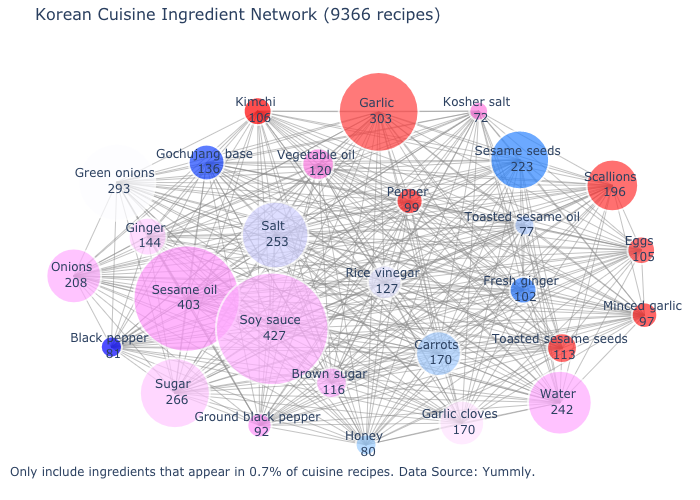 Korean Cuisine Ingredient Network (9366 recipes)
Kimchi
106
Garlic
303
Kosher salt
72
Green onions
293
Gochujang base
136
Vegetable oil
120
Sesame seeds
223
Scallions
196
Pepper
99
Ginger
144
Salt
253
Toasted sesame oil
77
Eggs
105
Onions
208
Sesame oil
403
Rice vinegar
127
Fresh ginger
102
Soy sauce
427
Minced garlic
97
Black pepper
81
Carrots
170
Toasted sesame seeds
113
Sugar
266
Brown sugar
116
Water
242
Ground black pepper
92
Garlic cloves
170
Honey
80
Only include ingredients that appear in 0.7% of cuisine recipes. Data Source: Yummly.